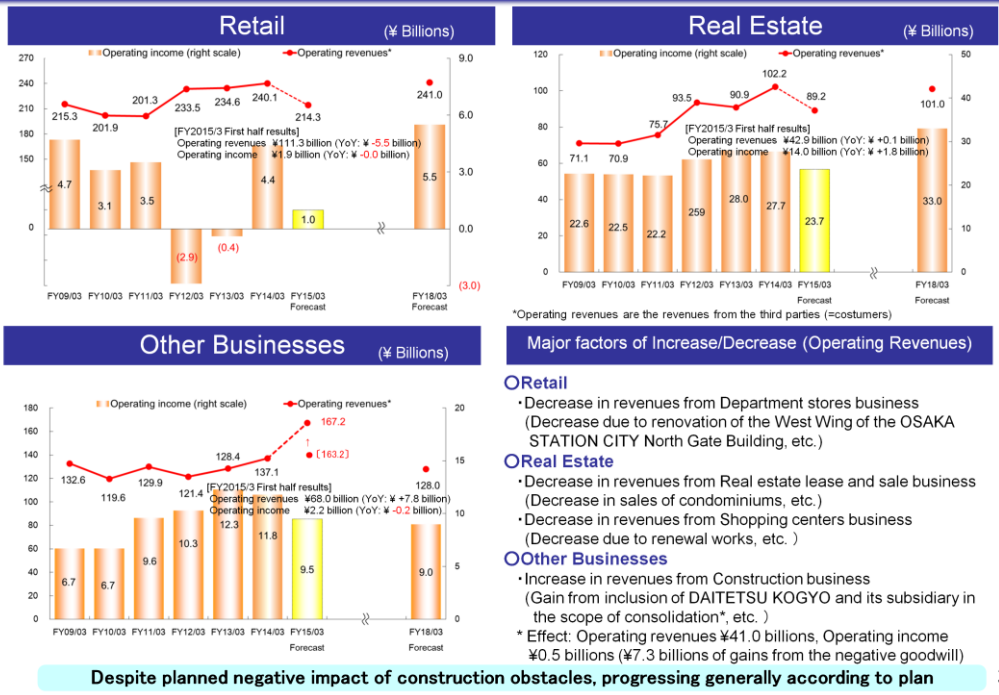 Retail
(¥ Billions)
Operating income (right scale)
Operating revenues*
270
240
210
180
150
0
9.0
6.0
3.0
0.0
(3.0)
215.3
201.9
201.3
233.5
234.6
240.1
214.3
241.0
[FY2015/3 First half results]
Operating revenues ¥111.3 billion (YoY: ¥ -5.5 billion)
Operating income ¥1.9 billion (YoY: ¥ -0.0 billion)
4.7
3.1
3.5
(2.9)
(0.4)
4.4
1.0
5.5
FY09/03 FY10/03 FY11/03 FY12/03 FY13/03 FY14/03 FY15/03 FY18/03
Forecast Forecast
Real Estate
(¥ Billions)
Operating income (right scale)
Operating revenues*
120
100
80
60
40
20
0
50
40
30
20
10
0
71.1
70.9
75.7
93.5
90.9
102.2
89.2
101.0
[FY2015/3 First half results]
Operating revenues ¥42.9 billion (YoY: ¥ +0.1 billion)
Operating income ¥14.0 billion (YoY: ¥ +1.8 billion)
22.6
22.5
22.2
259
28.0
27.7
23.7
33.0
FY09/03 FY10/03 FY11/03 FY12/03 FY13/03 FY14/03 FY15/03 FY18/03
Forecast Forecast
*Operating revenues are the revenues from the third parties (=costumers)
Other Businesses
(¥ Billions)
Operating income (right scale)
Operating revenues*
180
160
140
120
100
80
60
40
20
0
20
15
10
5
0
132.6
119.6
129.9
121.4
128.4
137.1
167.2
↑
[163.2]
128.0
[FY2015/3 First half results]
Operating revenues ¥68.0 billion (YoY: ¥ +7.8 billion)
Operating income ¥2.2 billion (YoY: ¥ -0.2 billion)
6.7
6.7
9.6
10.3
12.3
11.8
9.5
9.0
FY09/03 FY10/03 FY11/03 FY12/03 FY13/03 FY14/03 FY15/03 FY18/03
Forecast Forecast
Major factors of Increase/Decrease (Operating Revenues)
○Retail
・Decrease in revenues from Department stores business
(Decrease due to renovation of the West Wing of the OSAKA
STATION CITY North Gate Building, etc.)
○Real Estate
・Decrease in revenues from Real estate lease and sale business
(Decrease in sales of condominiums, etc.)
・Decrease in revenues from Shopping centers business
(Decrease due to renewal works, etc. )
○Other Businesses
・Increase in revenues from Construction business
(Gain from inclusion of DAITETSU KOGYO and its subsidiary in
the scope of consolidation*, etc. )
* Effect: Operating revenues ¥41.0 billions, Operating income
¥0.5 billions (¥7.3 billions of gains from the negative goodwill)
Despite planned negative impact of construction obstacles, progressing generally according to plan